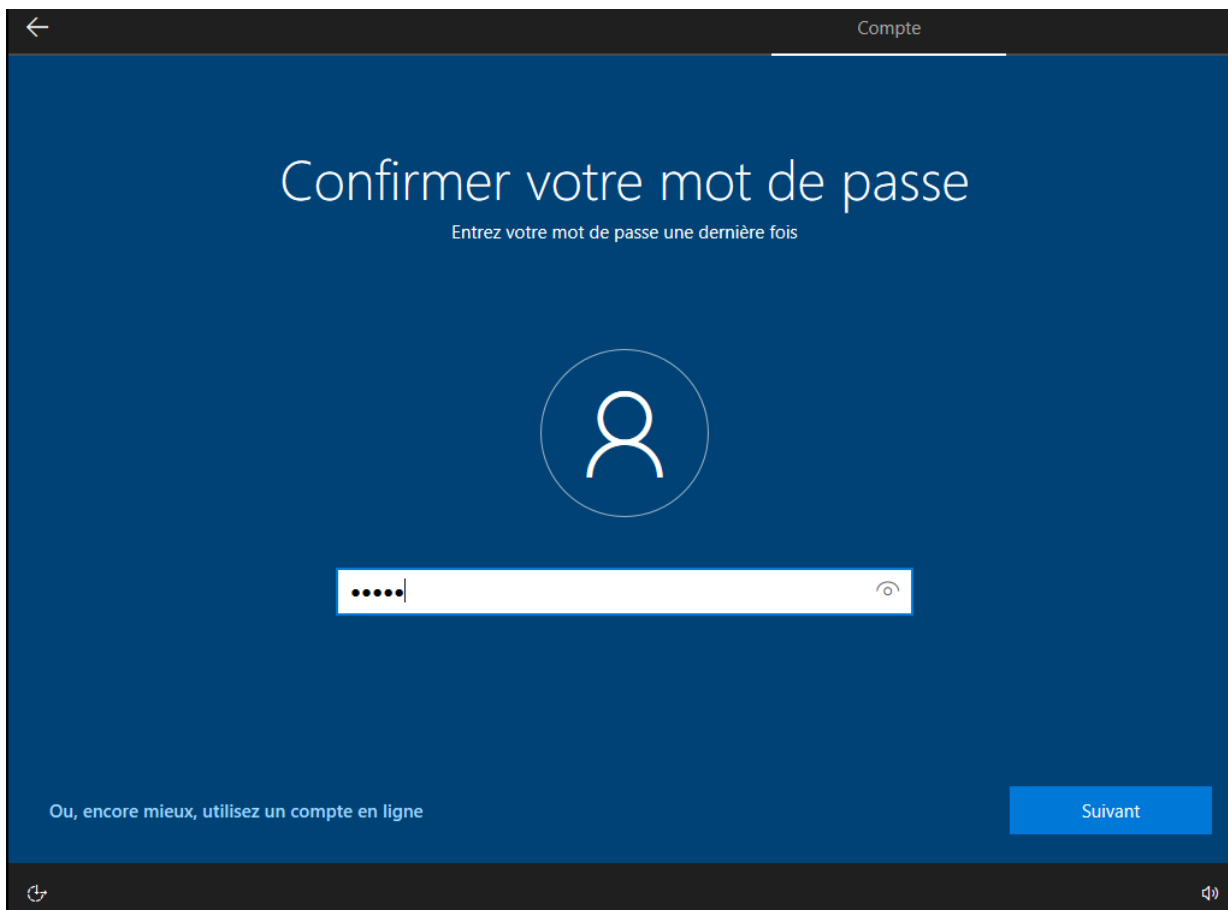 Compte
Confirmer votre mot de passe
Entrez votre mot de passe une dernière fois
•••••
Ou, encore mieux, utilisez un compte en ligne
Suivant